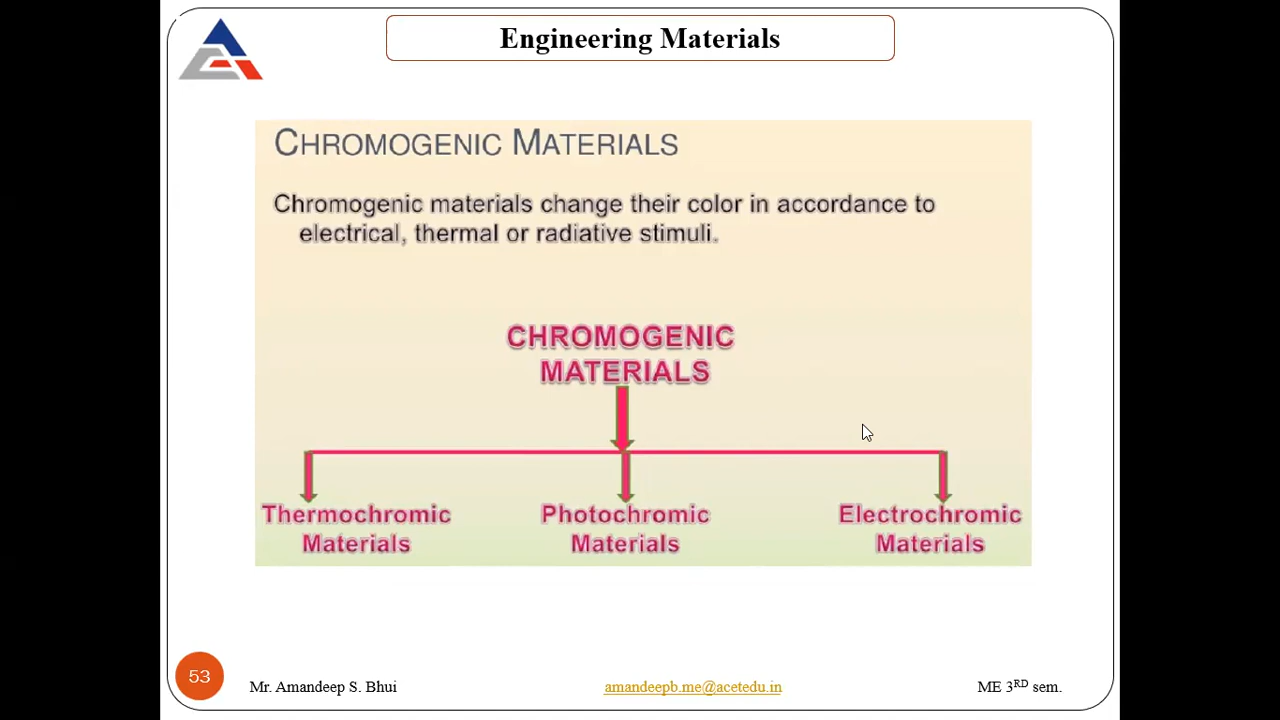 Engineering Materials
CHROMOGENIC MATERIALS
Chromogenic materials change their color in accordance to
electrical, thermal or radiative stimuli.
CHROMOGENIC
MATERIALS
Thermochromic
Materials
Photochromic
Materials
Electrochromic
Materials
53
Mr. Amandeep S. Bhui
amandeepb.me@acetedu.in
ME 3RD sem.